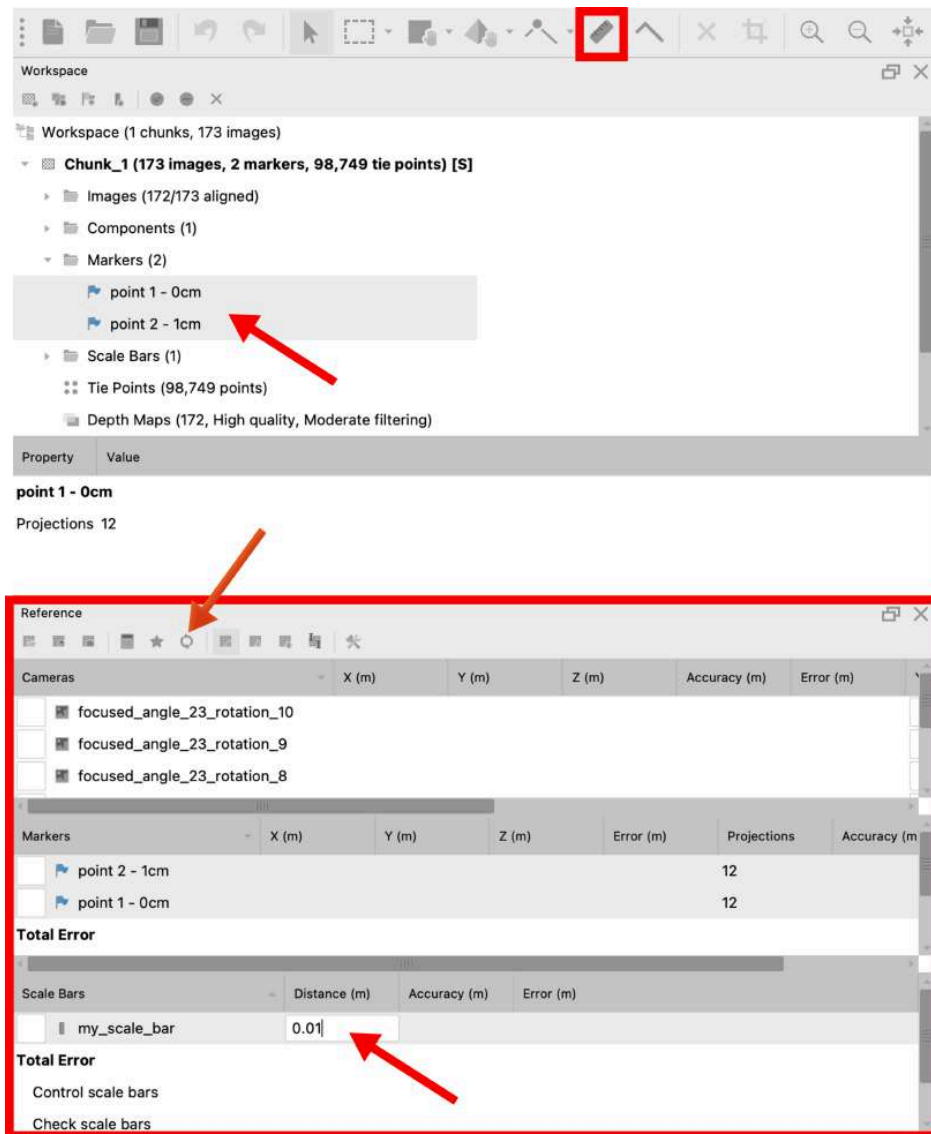 Workspace
Workspace (1 chunks, 173 images)
Chunk_1 (173 images, 2 markers, 98,749 tie points) [S]
Images (172/173 aligned)
Components (1)
Markers (2)
point 1 - 0cm
point 2 - 1cm
Scale Bars (1)
Tie Points (98,749 points)
Depth Maps (172, High quality, Moderate filtering)
Property Value
point 1 - 0cm
Projections 12
Reference
Cameras X (m) Y (m) Z (m) Accuracy (m) Error (m)
focused_angle_23_rotation_10
focused_angle_23_rotation_9
focused_angle_23_rotation_8
Markers X (m) Y (m) Z (m) Error (m) Projections Accuracy (m
point 2 - 1cm 12
point 1 - 0cm 12
Total Error
Scale Bars Distance (m) Accuracy (m) Error (m)
my_scale_bar 0.01
Total Error
Control scale bars
Check scale bars